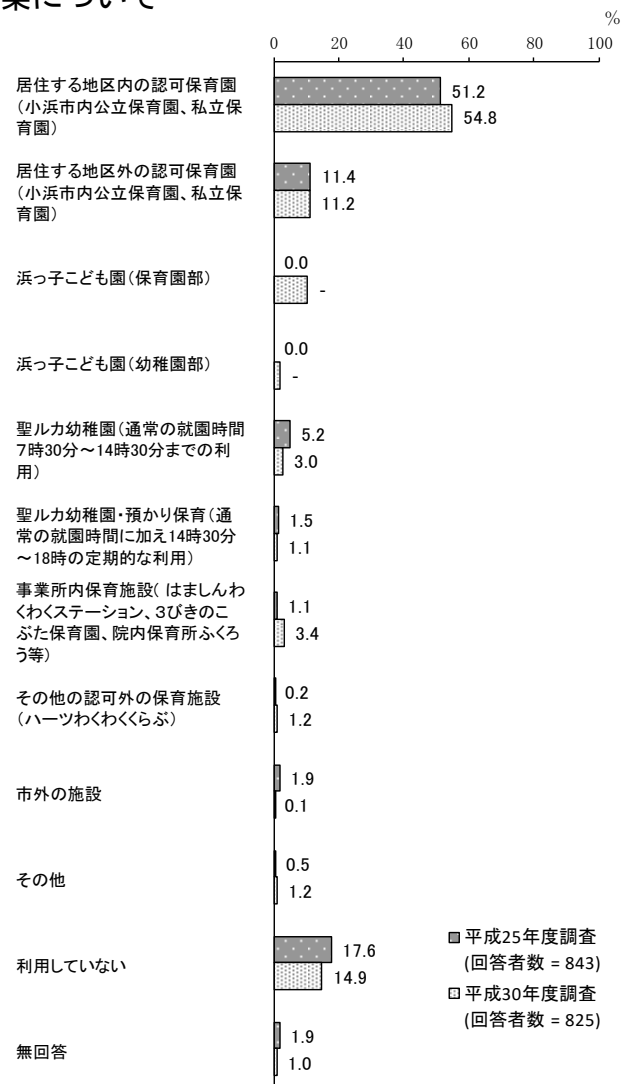 業について
%
0 20 40 60 80 100
居住する地区内の認可保育園
(小浜市内公立保育園、私立保
育園)
51.2
54.8
居住する地区外の認可保育園
(小浜市内公立保育園、私立保
育園)
11.4
11.2
浜っ子こども園(保育園部)
0.0
-
浜っ子こども園(幼稚園部)
0.0
-
聖ルカ幼稚園(通常の就園時間
7時30分～14時30分までの利
用)
5.2
3.0
聖ルカ幼稚園・預かり保育(通
常の就園時間に加え14時30分
～18時の定期的な利用)
1.5
1.1
事業所内保育施設( はましんわ
くわくステーション、3びきのこ
ぶた保育園、院内保育所ふくろ
う等)
1.1
3.4
その他の認可外の保育施設
(ハーツわくわくくらぶ)
0.2
1.2
市外の施設
1.9
0.1
その他
0.5
1.2
利用していない
17.6
14.9
無回答
1.9
1.0
平成25年度調査
(回答者数 = 843)
平成30年度調査
(回答者数 = 825)